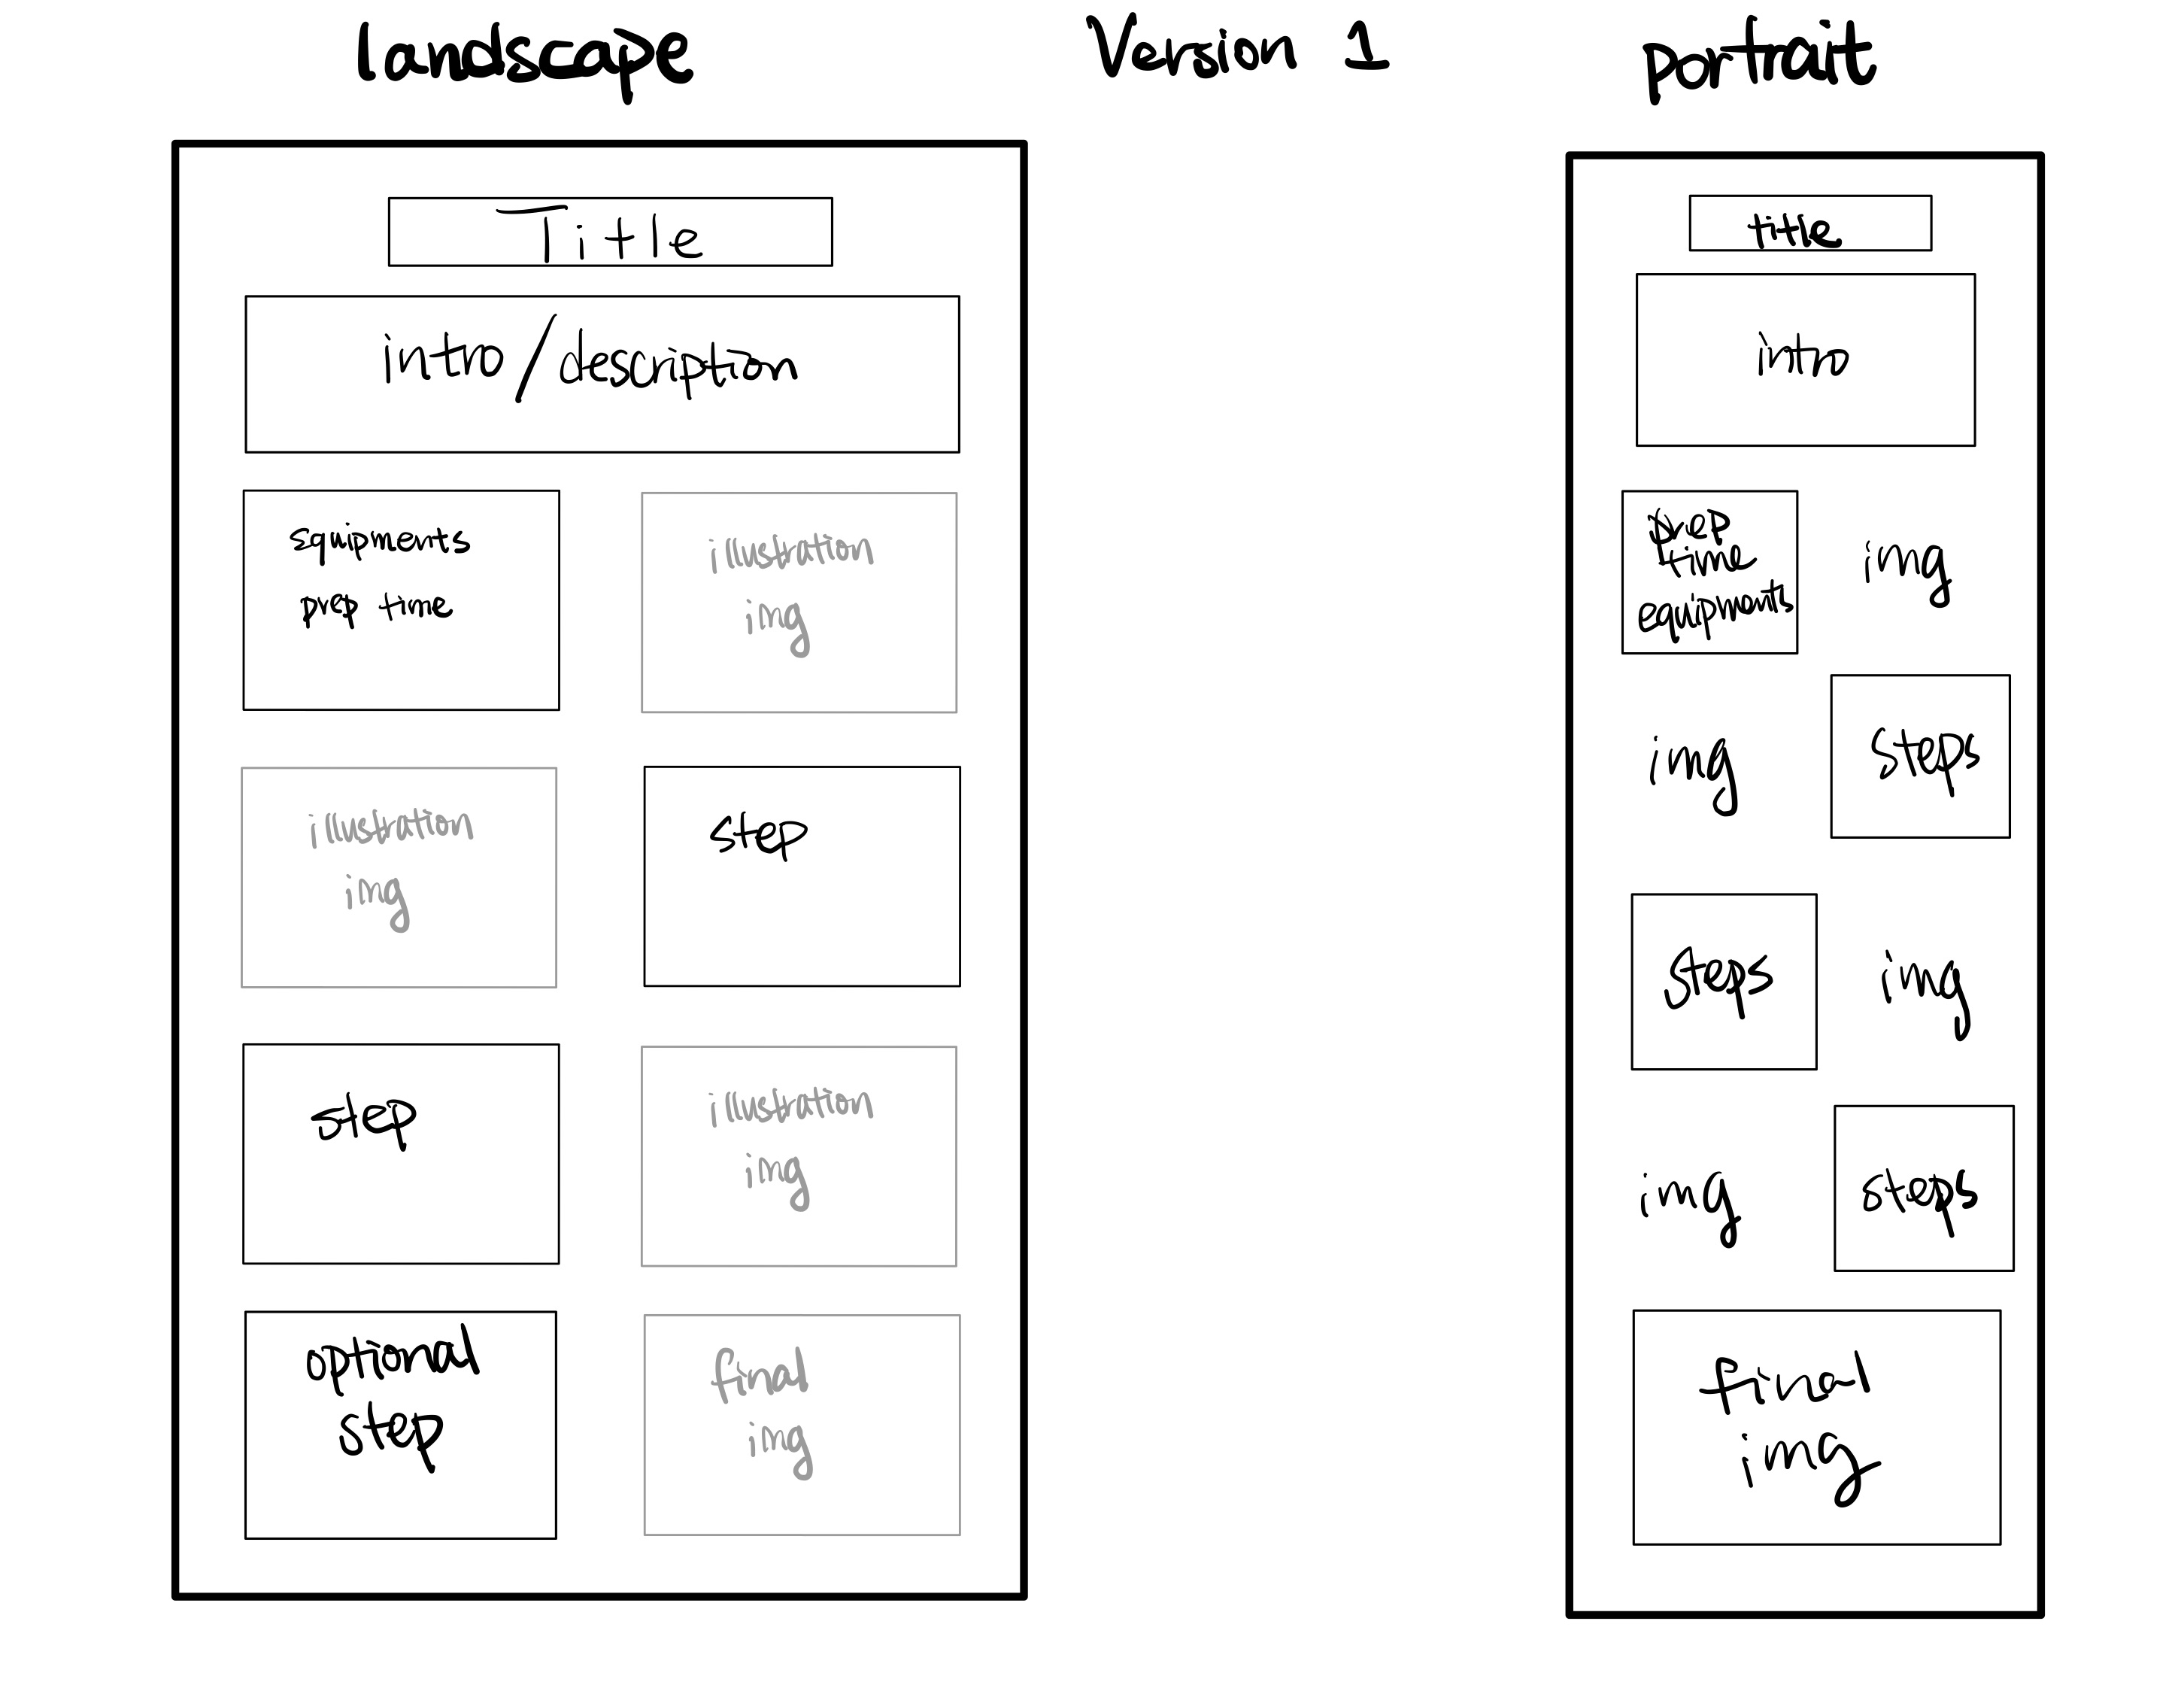 landscape
Version 1
portrait
Title
intro/description
equipments
prep time
illustration
img
illustration
img
step
step
illustration
img
optional
step
final
img
title
intro
prep
time
equipments
img
img
steps
steps
img
img
steps
final
img